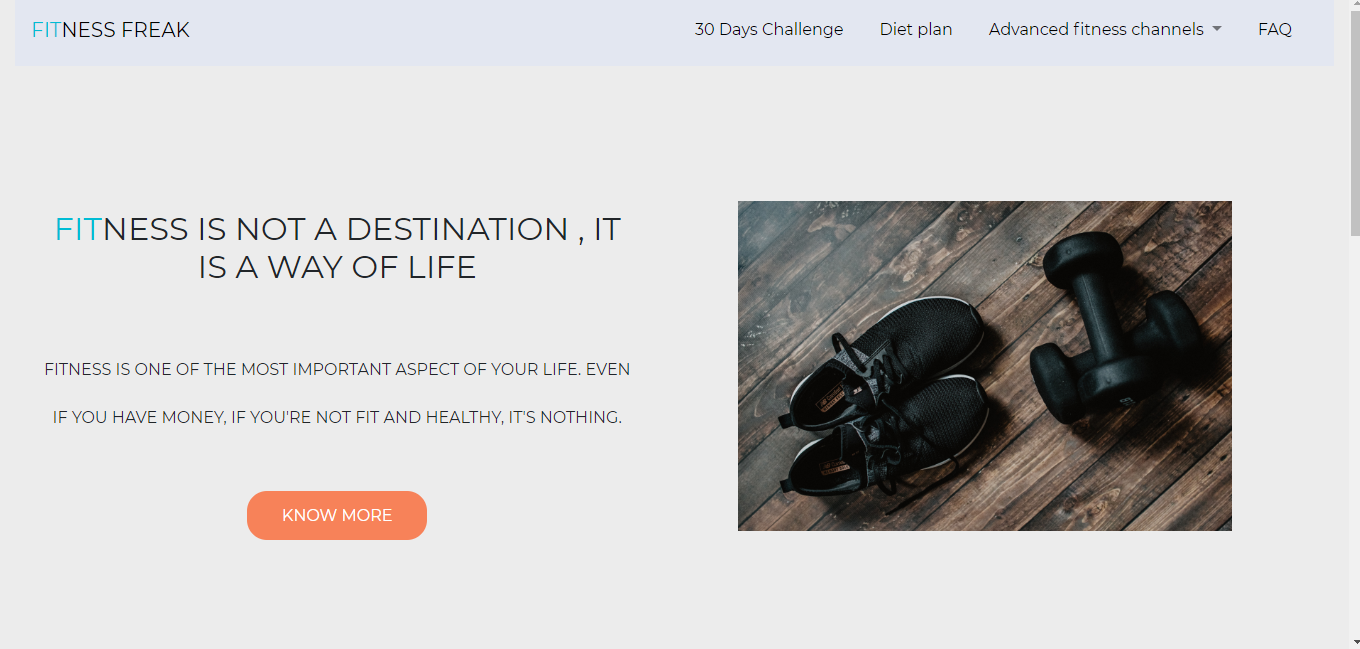 FITNESS FREAK
30 Days Challenge
Diet plan
Advanced fitness channels
FAQ
FITNESS IS NOT A DESTINATION , IT
IS A WAY OF LIFE
FITNESS IS ONE OF THE MOST IMPORTANT ASPECT OF YOUR LIFE. EVEN
IF YOU HAVE MONEY, IF YOU'RE NOT FIT AND HEALTHY, IT'S NOTHING.
KNOW MORE